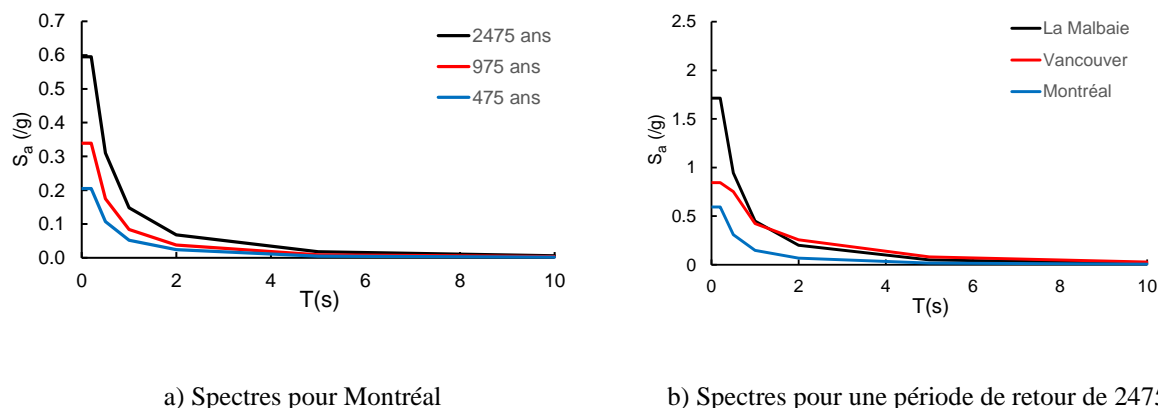 0.7
0.6
0.5
0.4
0.3
0.2
0.1
0.0
Sa (/g)
0 2 4 6 8 10
T(s)
2475 ans
975 ans
475 ans
a) Spectres pour Montréal
2.5
2
1.5
1
0.5
0
Sa (/g)
0 2 4 6 8 10
T(s)
La Malbaie
Vancouver
Montréal
b) Spectres pour une période de retour de 2475